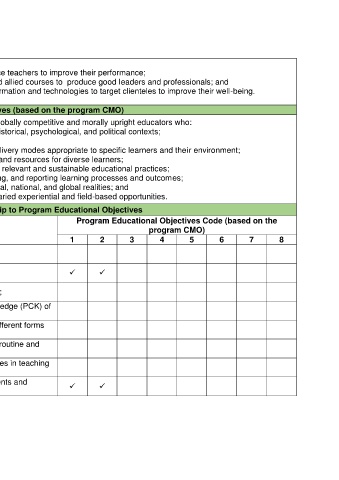 ce teachers to improve their performance;
d allied courses to produce good leaders and professionals; and
rmation and technologies to target clienteles to improve their well-being.
ves (based on the program CMO)
obally competitive and morally upright educators who:
istorical, psychological, and political contexts;
livery modes appropriate to specific learners and their environment;
and resources for diverse learners;
relevant and sustainable educational practices;
ng, and reporting learning processes and outcomes;
al, national, and global realities; and
aried experiential and field-based opportunities.
ip to Program Educational Objectives
Program Educational Objectives Code (based on the
program CMO)
1 2 3 4 5 6 7 8
✓ ✓
;
edge (PCK) of
fferent forms
routine and
es in teaching
ents and ✓ ✓